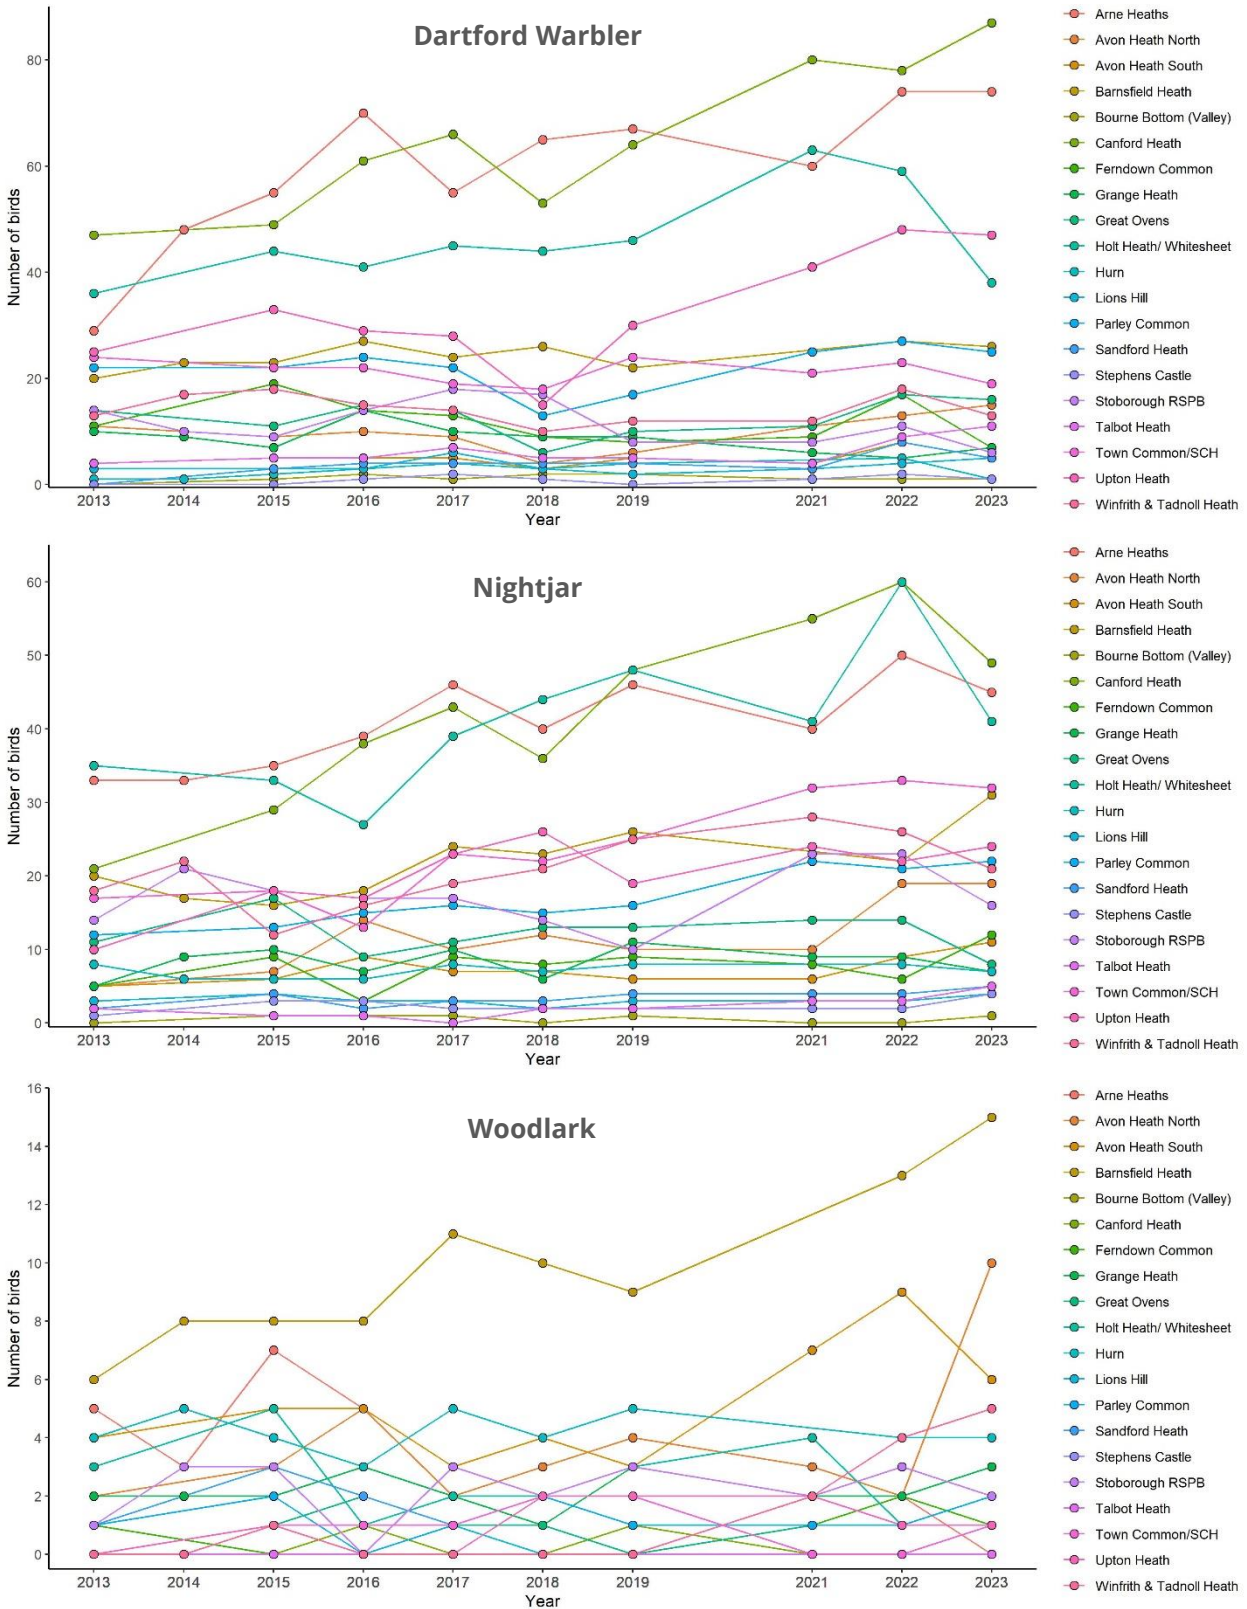 Dartford Warbler
Number of birds
80
60
40
20
0
2013 2014 2015 2016 2017 2018 2019 2021 2022 2023
Year
Arne Heaths
Avon Heath North
Avon Heath South
Barnsfield Heath
Bourne Bottom (Valley)
Canford Heath
Ferndown Common
Grange Heath
Great Ovens
Holt Heath/ Whitesheet
Hurn
Lions Hill
Parley Common
Sandford Heath
Stephens Castle
Stoborough RSPB
Talbot Heath
Town Common/SCH
Upton Heath
Winfrith & Tadnoll Heath
Nightjar
Number of birds
60
50
40
30
20
10
0
2013 2014 2015 2016 2017 2018 2019 2021 2022 2023
Year
Arne Heaths
Avon Heath North
Avon Heath South
Barnsfield Heath
Bourne Bottom (Valley)
Canford Heath
Ferndown Common
Grange Heath
Great Ovens
Holt Heath/ Whitesheet
Hurn
Lions Hill
Parley Common
Sandford Heath
Stephens Castle
Stoborough RSPB
Talbot Heath
Town Common/SCH
Upton Heath
Winfrith & Tadnoll Heath
Woodlark
Number of birds
16
14
12
10
8
6
4
2
0
2013 2014 2015 2016 2017 2018 2019 2021 2022 2023
Year
Arne Heaths
Avon Heath North
Avon Heath South
Barnsfield Heath
Bourne Bottom (Valley)
Canford Heath
Ferndown Common
Grange Heath
Great Ovens
Holt Heath/ Whitesheet
Hurn
Lions Hill
Parley Common
Sandford Heath
Stephens Castle
Stoborough RSPB
Talbot Heath
Town Common/SCH
Upton Heath
Winfrith & Tadnoll Heath